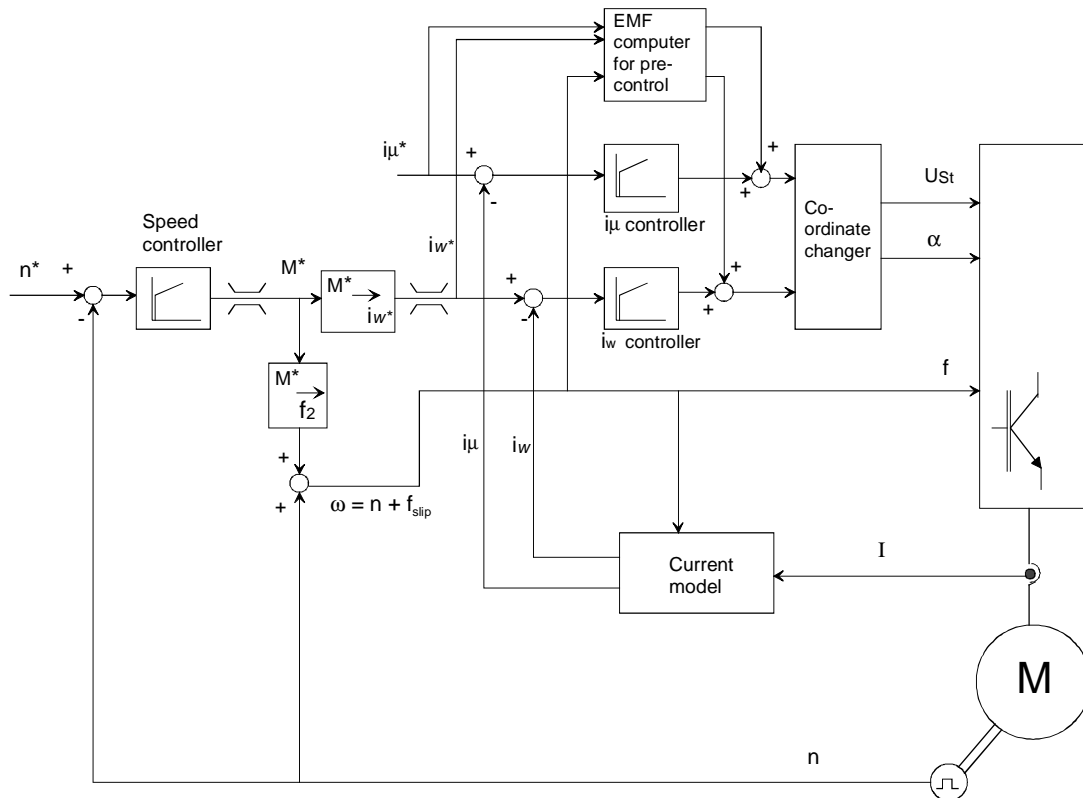 EMF
computer
for pre-
control
iμ*
+
-
+
+
iμ controller
Co-
ordinate
changer
USt
α
Speed
controller
n*
+
-
M*
M*
iw*
iw*
+
-
+
+
iw controller
M*
f2
f
iμ
iw
+
+
ω = n + fslip
Current
model
I
M
n